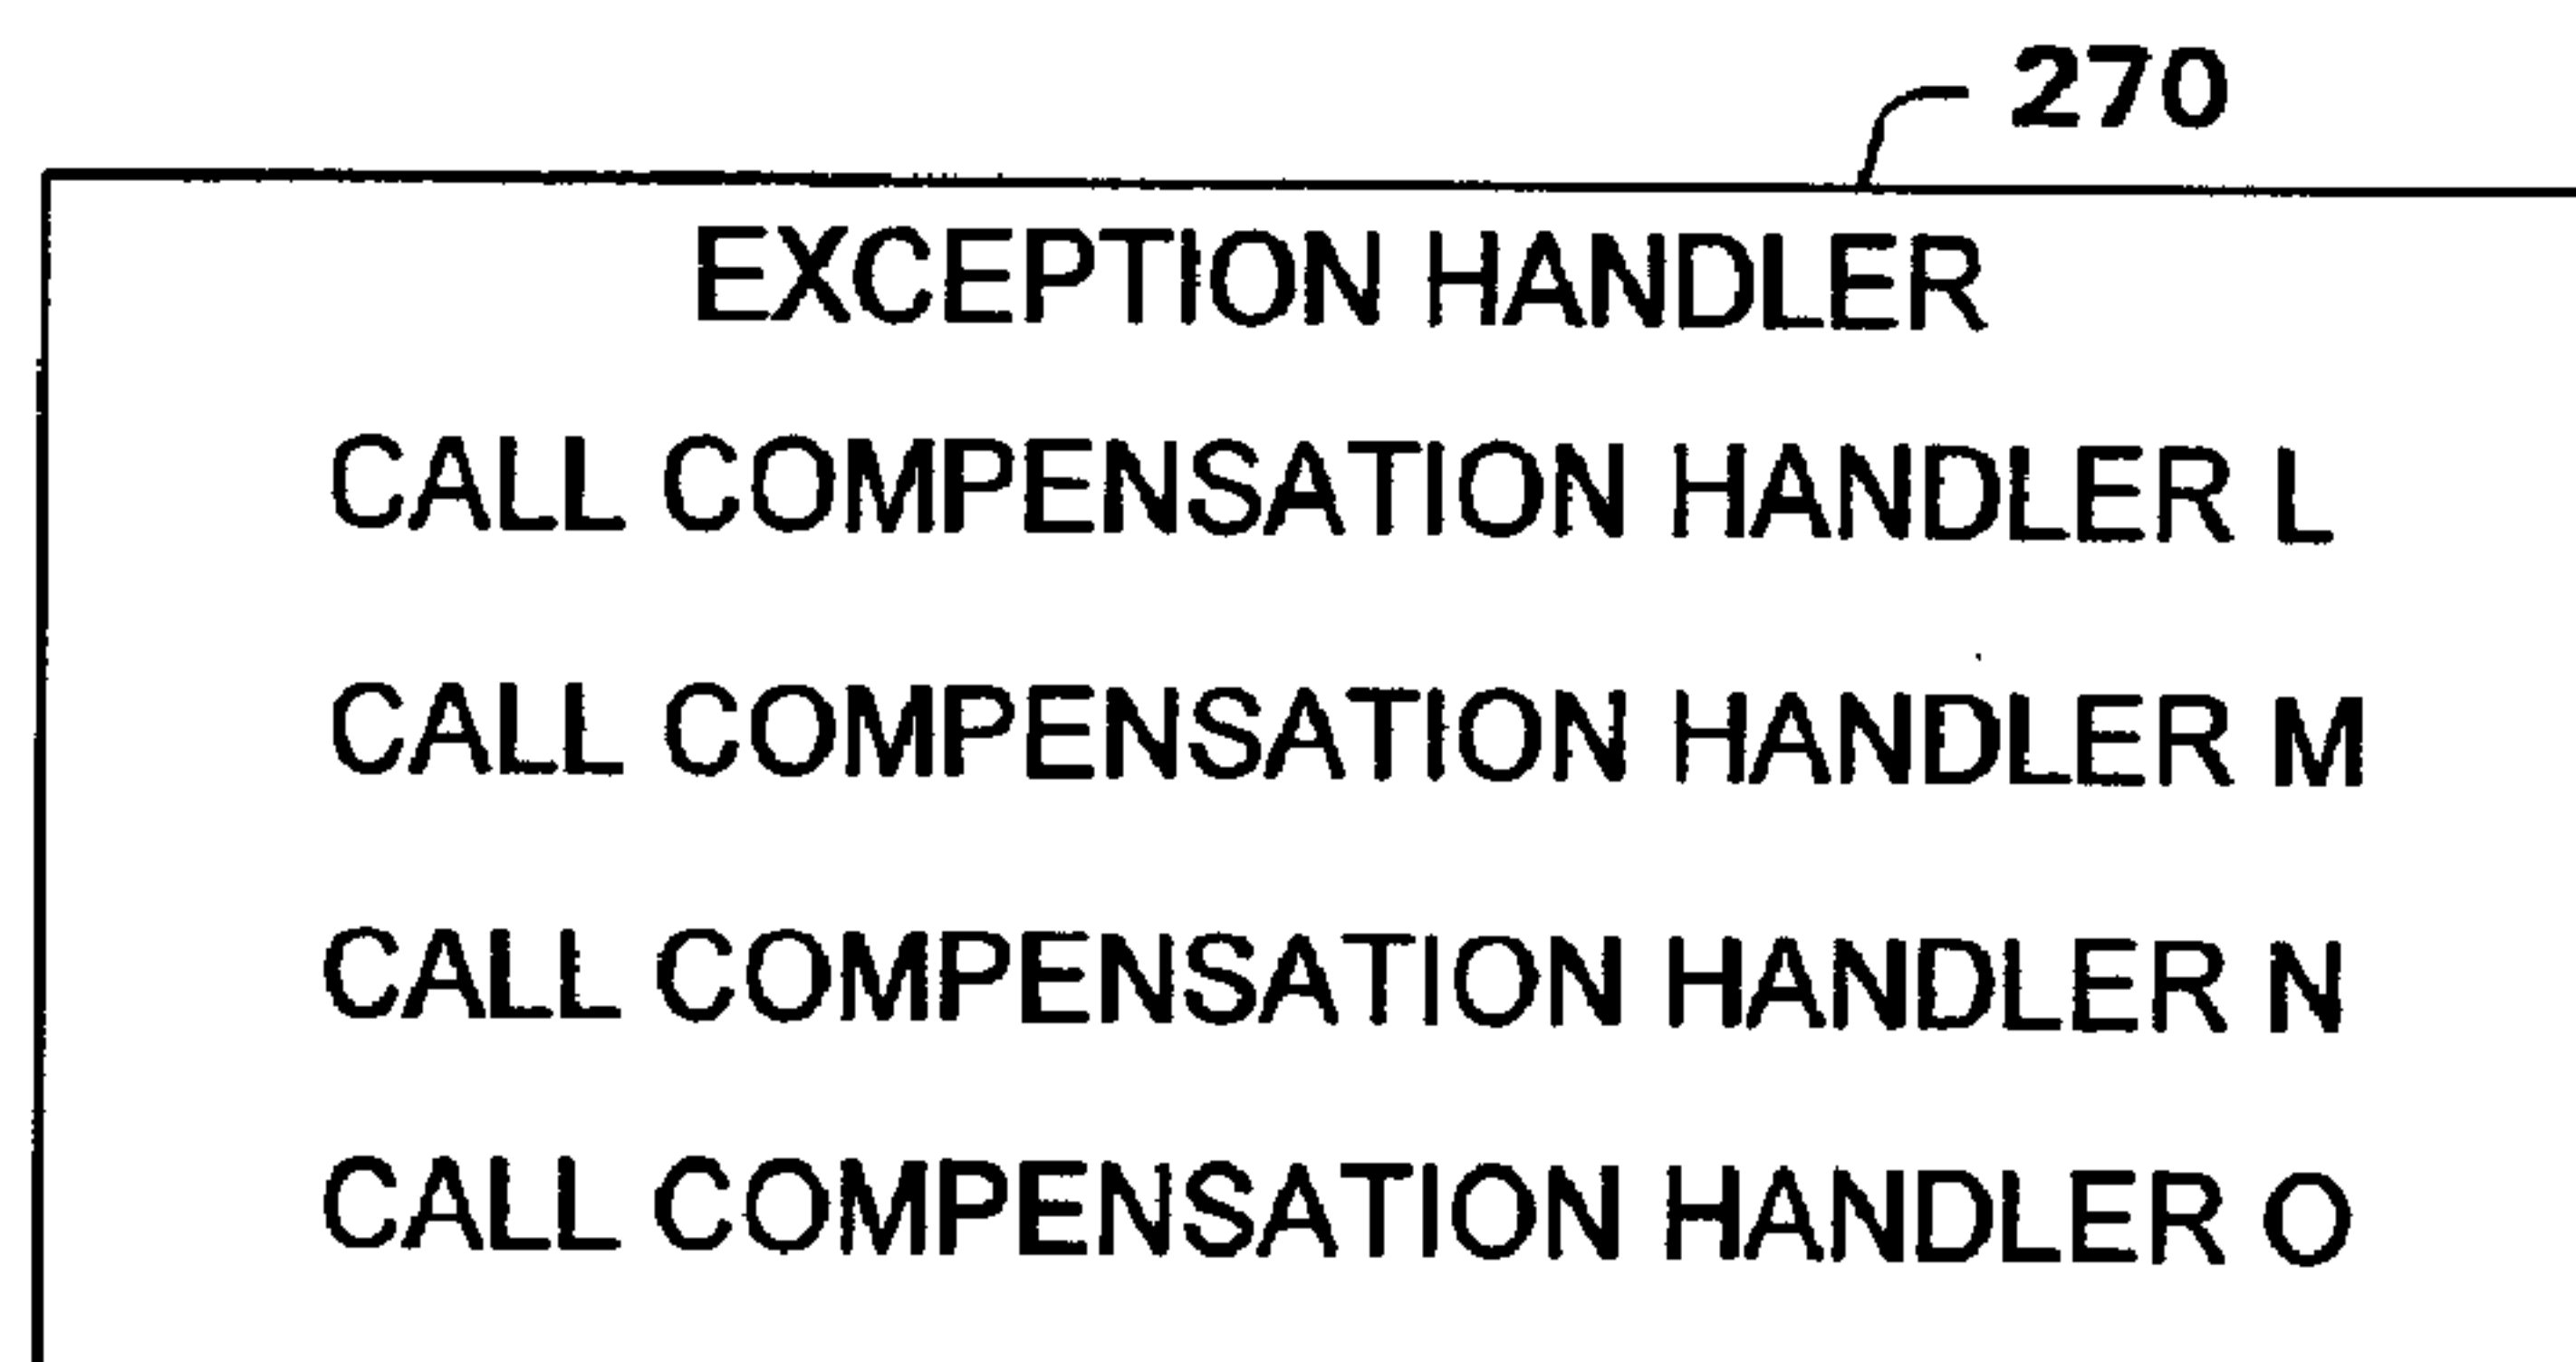 270
EXCEPTION HANDLER
CALL COMPENSATION HANDLER L
CALL COMPENSATION HANDLER M
CALL COMPENSATION HANDLER N
CALL COMPENSATION HANDLER O